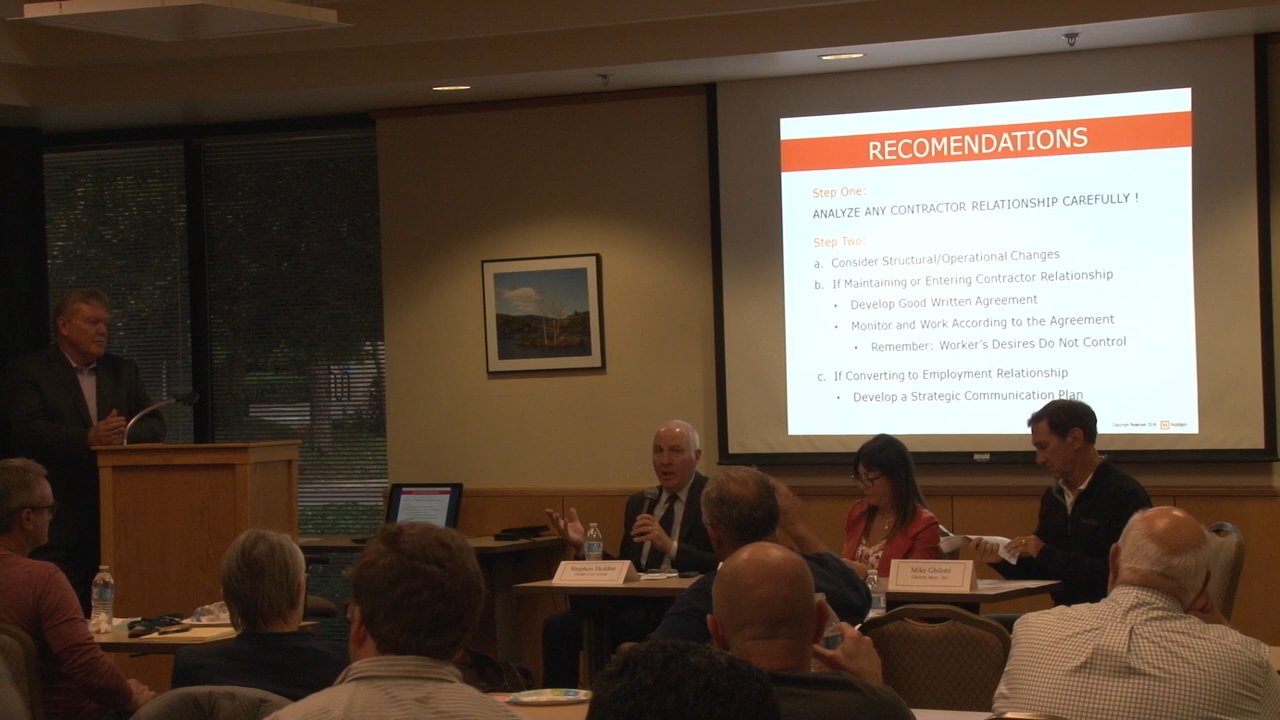 RECOMENDATIONS
Step One:
ANALYZE ANY CONTRACTOR RELATIONSHIP CAREFULLY !
Step Two:
a. Consider Structural/Operational Changes
b. If Maintaining or Entering Contractor Relationship
• Develop Good Written Agreement
• Monitor and Work According to the Agreement
• Remember: Worker's Desires Do Not Control
c. If Converting to Employment Relationship
• Develop a Strategic Communication Plan
Stephen Holden
Mike Ghilotti